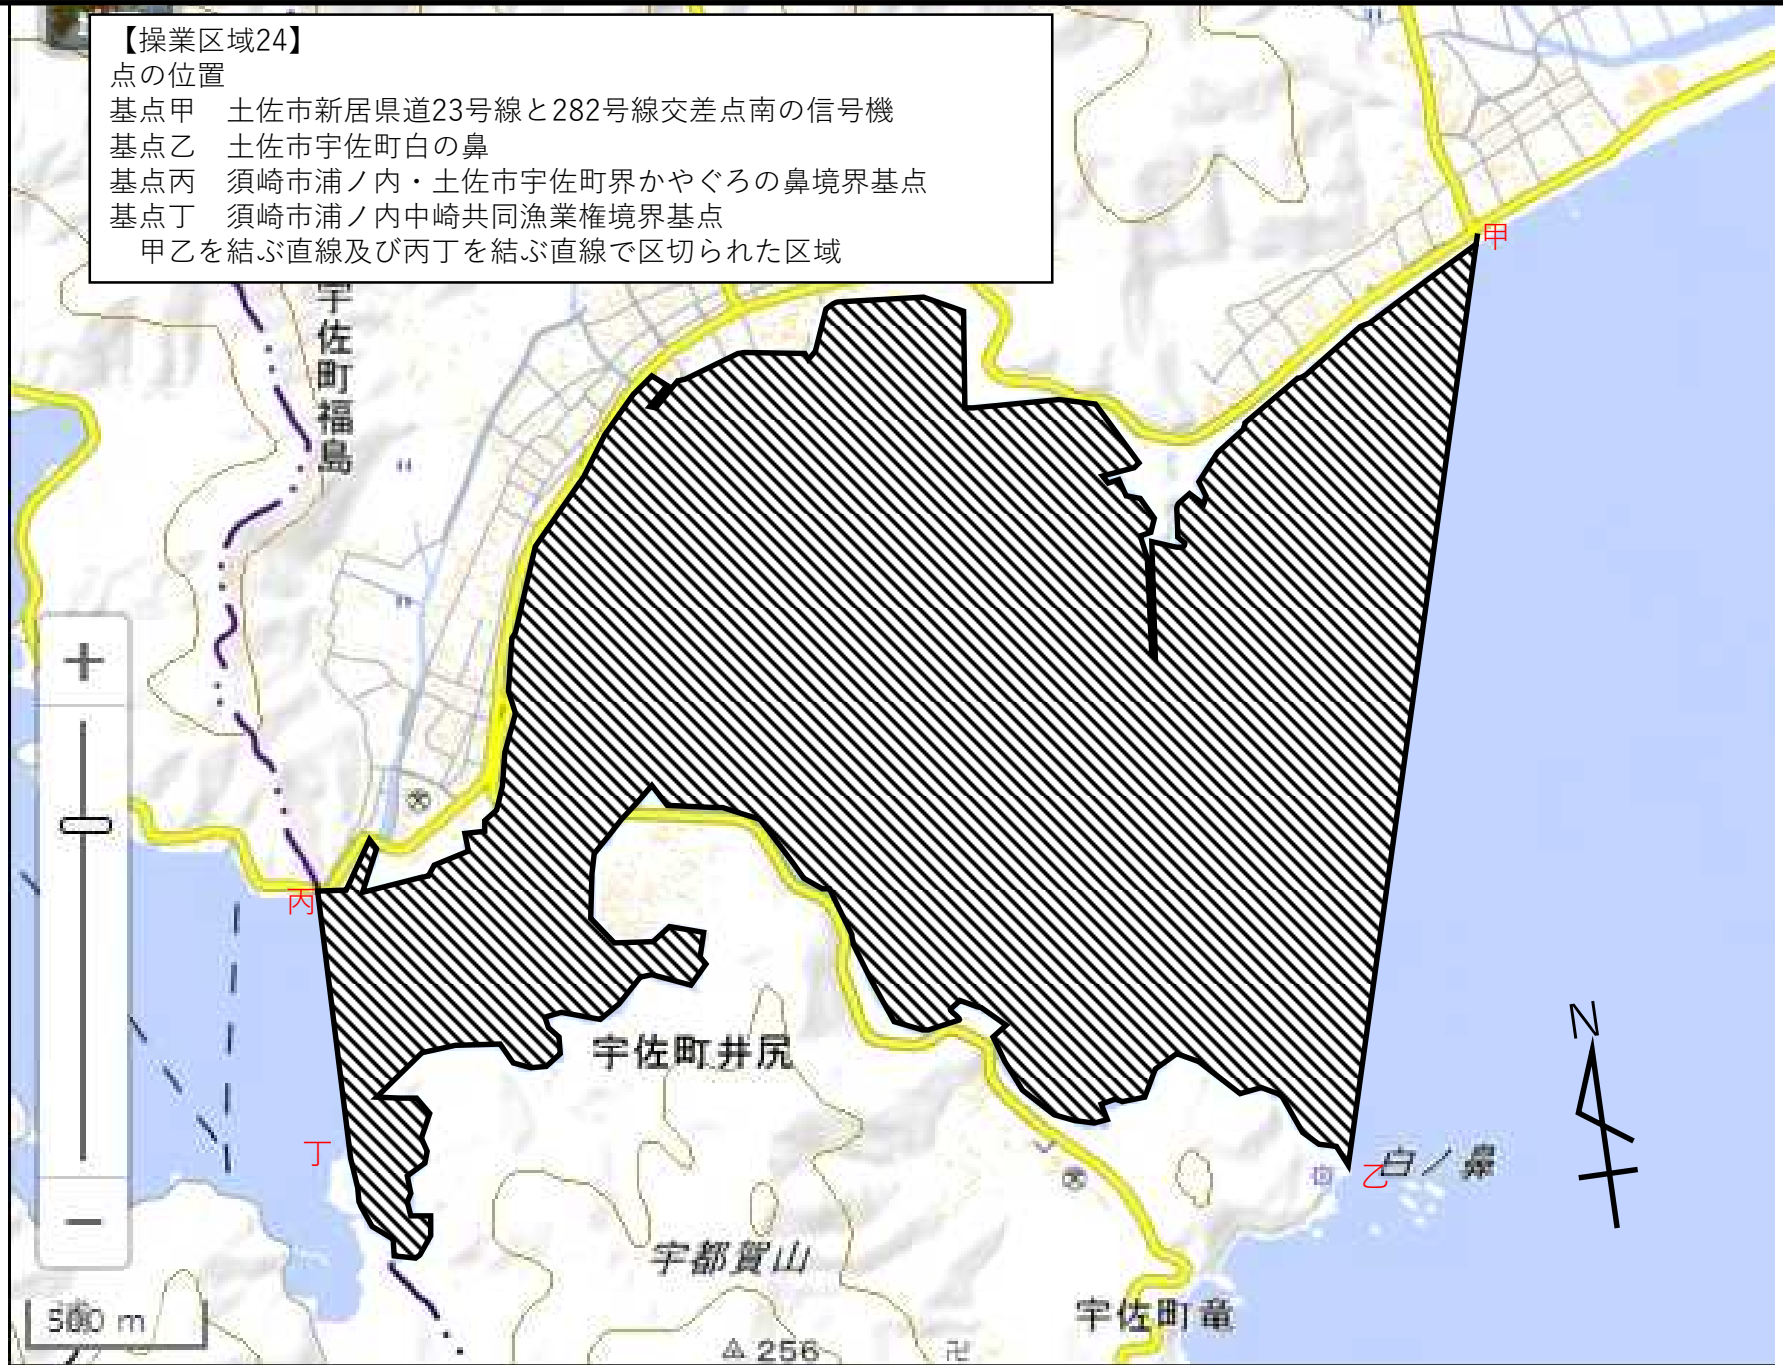 【操業区域24】
点の位置
基点甲　土佐市新居県道23号線と282号線交差点南の信号機
基点乙　土佐市宇佐町白の鼻
基点丙　須崎市浦ノ内・土佐市宇佐町界かやぐろの鼻境界基点
基点丁　須崎市浦ノ内中崎共同漁業権境界基点
甲乙を結ぶ直線及び丙丁を結ぶ直線で区切られた区域
甲
宇佐町福島
+
丙
宇佐町井尻
N
丁
乙
白ノ鼻
−
宇都賀山
宇佐町竜
500 m
256